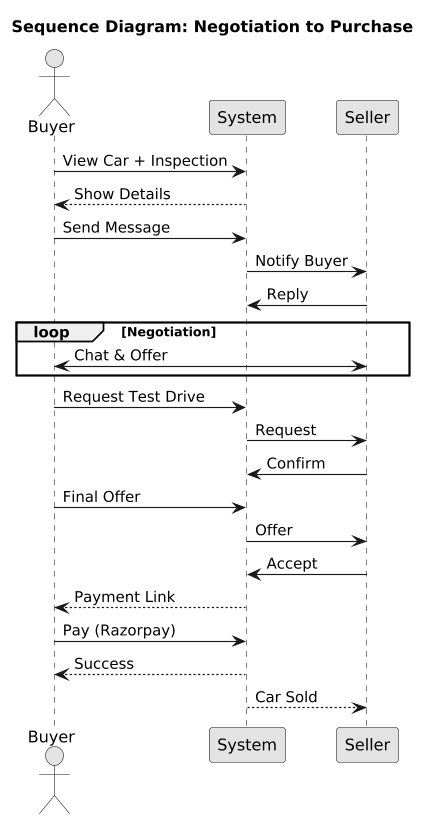 Sequence Diagram: Negotiation to Purchase
Buyer
System
Seller
View Car + Inspection
Show Details
Send Message
Notify Buyer
Reply
loop [Negotiation]
Chat & Offer
Request Test Drive
Request
Confirm
Final Offer
Offer
Accept
Payment Link
Pay (Razorpay)
Success
Car Sold
Buyer
System
Seller